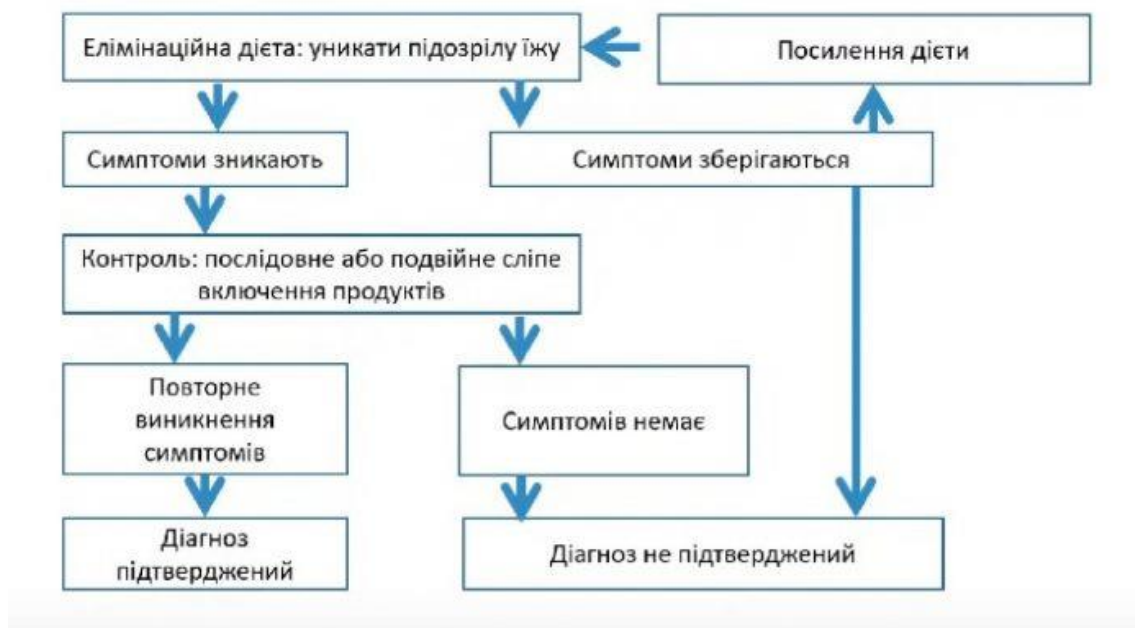 Елімінаційна дієта: уникати підозрілу їжу
Посилення дієти
Симптоми зникають
Симптоми зберігаються
Контроль: послідовне або подвійне сліпе
включення продуктів
Повторне
виникнення
симптомів
Симптомів немає
Діагноз
підтверджений
Діагноз не підтверджений